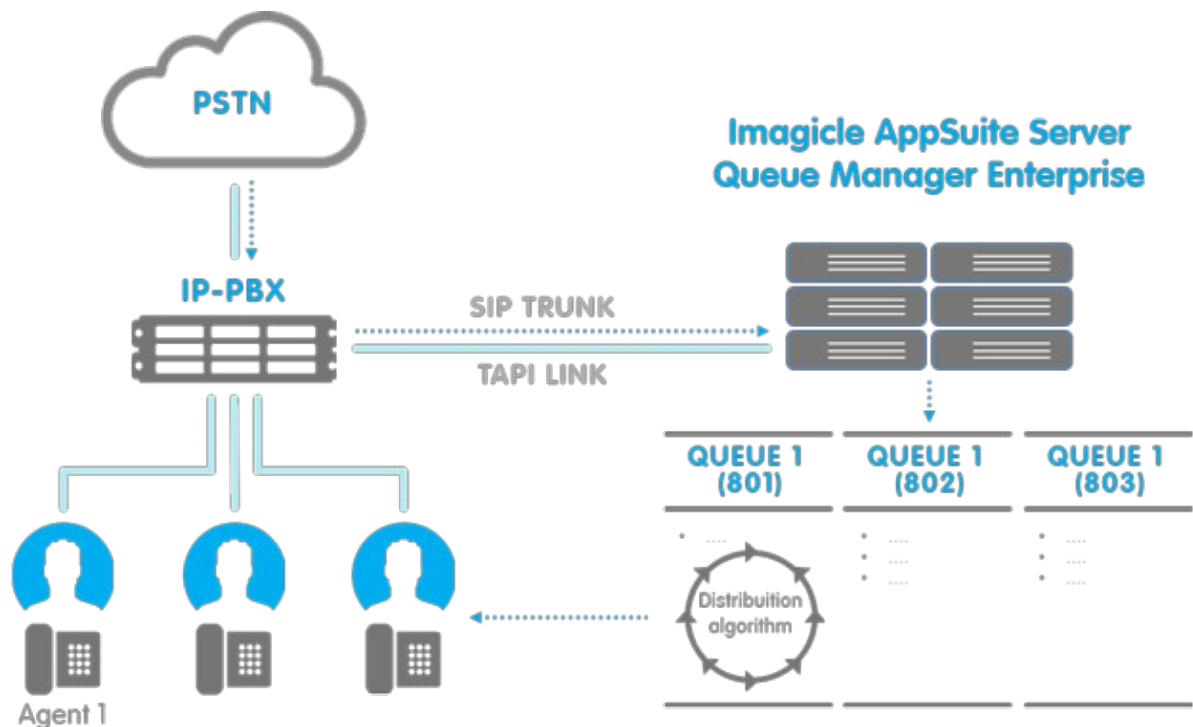 PSTN
Imagicle AppSuite Server
Queue Manager Enterprise
IP-PBX
SIP TRUNK
TAPI LINK
QUEUE 1
(801)
QUEUE 1
(802)
QUEUE 1
(803)
• ....
• ....
• ....
• ....
• ....
• ....
• ....
Distribuition
algorithm
Agent 1